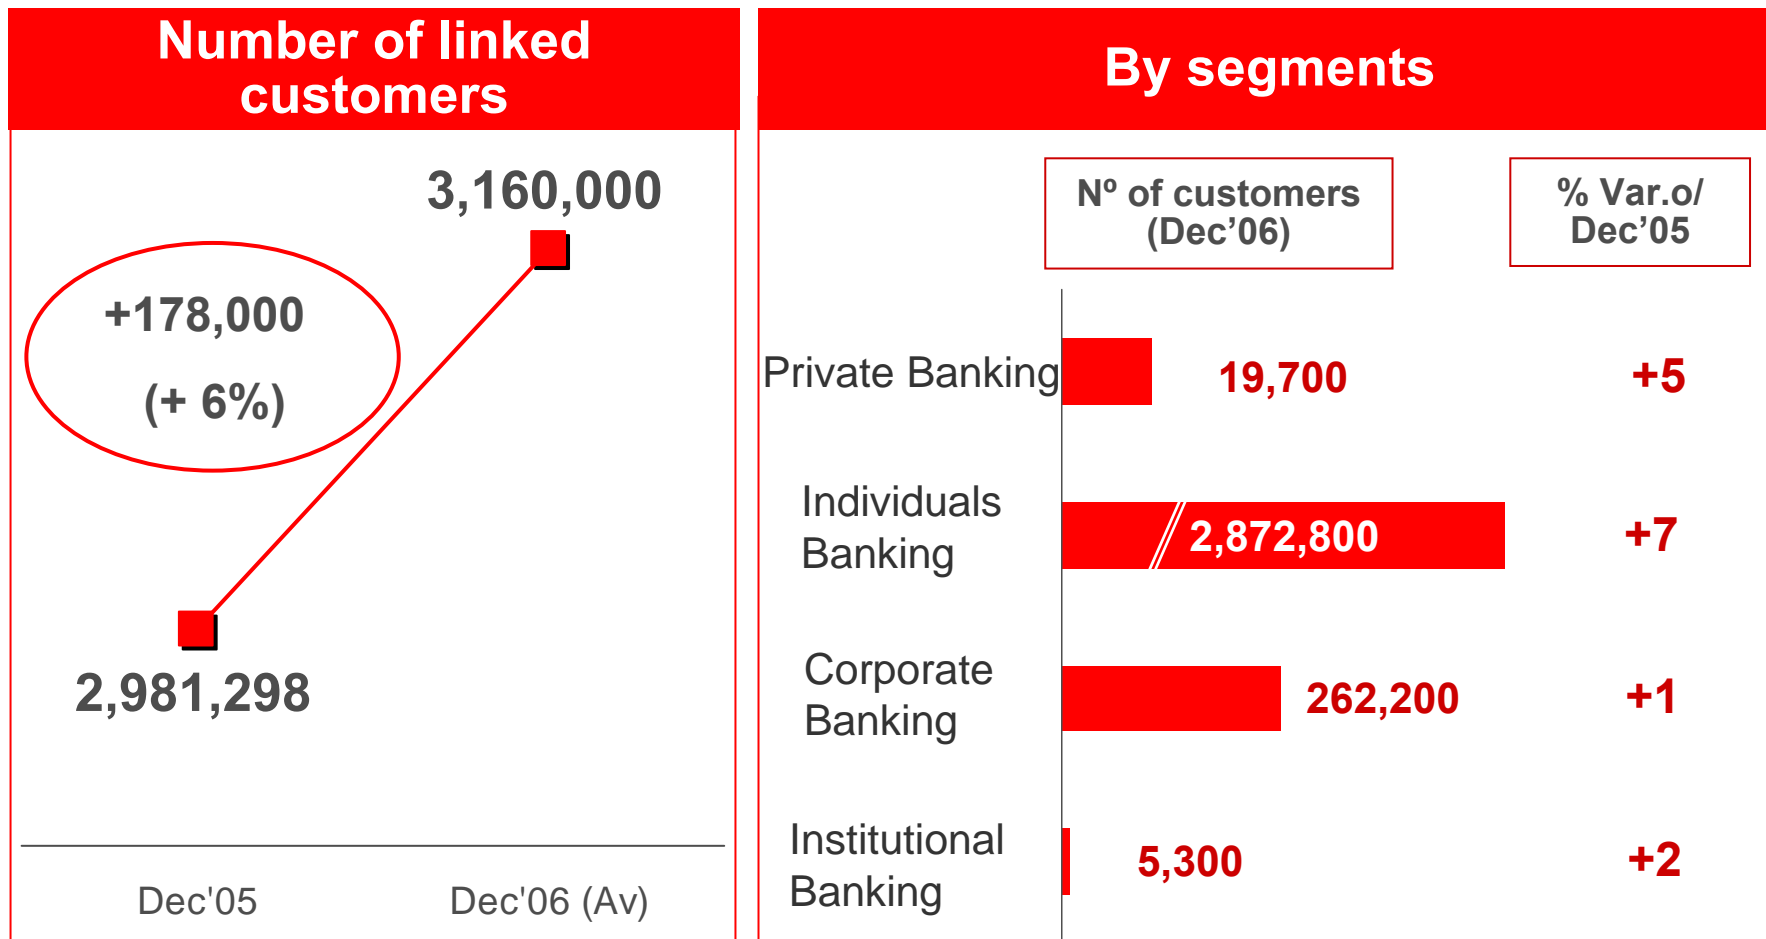 Number of linked
customers
3,160,000
+178,000
(+ 6%)
2,981,298
Dec'05
Dec'06 (Av)
By segments
Nº of customers
(Dec’06)
% Var.o/
Dec’05
Private Banking
19,700
+5
Individuals
Banking
2,872,800
+7
Corporate
Banking
262,200
+1
Institutional
Banking
5,300
+2